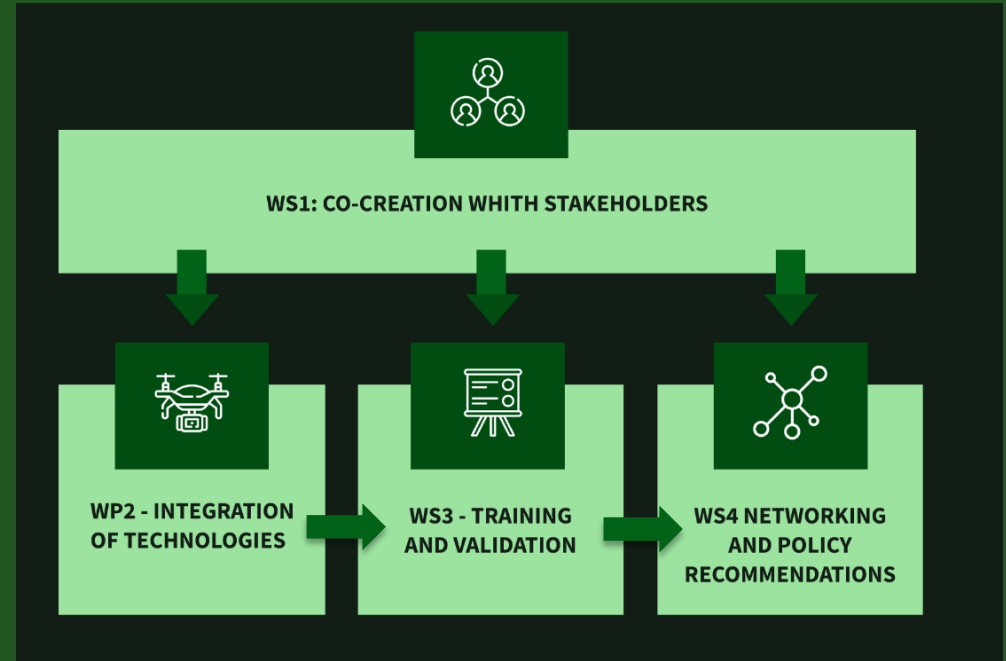 WS1: CO-CREATION WHITH STAKEHOLDERS
WP2 - INTEGRATION
OF TECHNOLOGIES
WS3 - TRAINING
AND VALIDATION
WS4 NETWORKING
AND POLICY
RECOMMENDATIONS